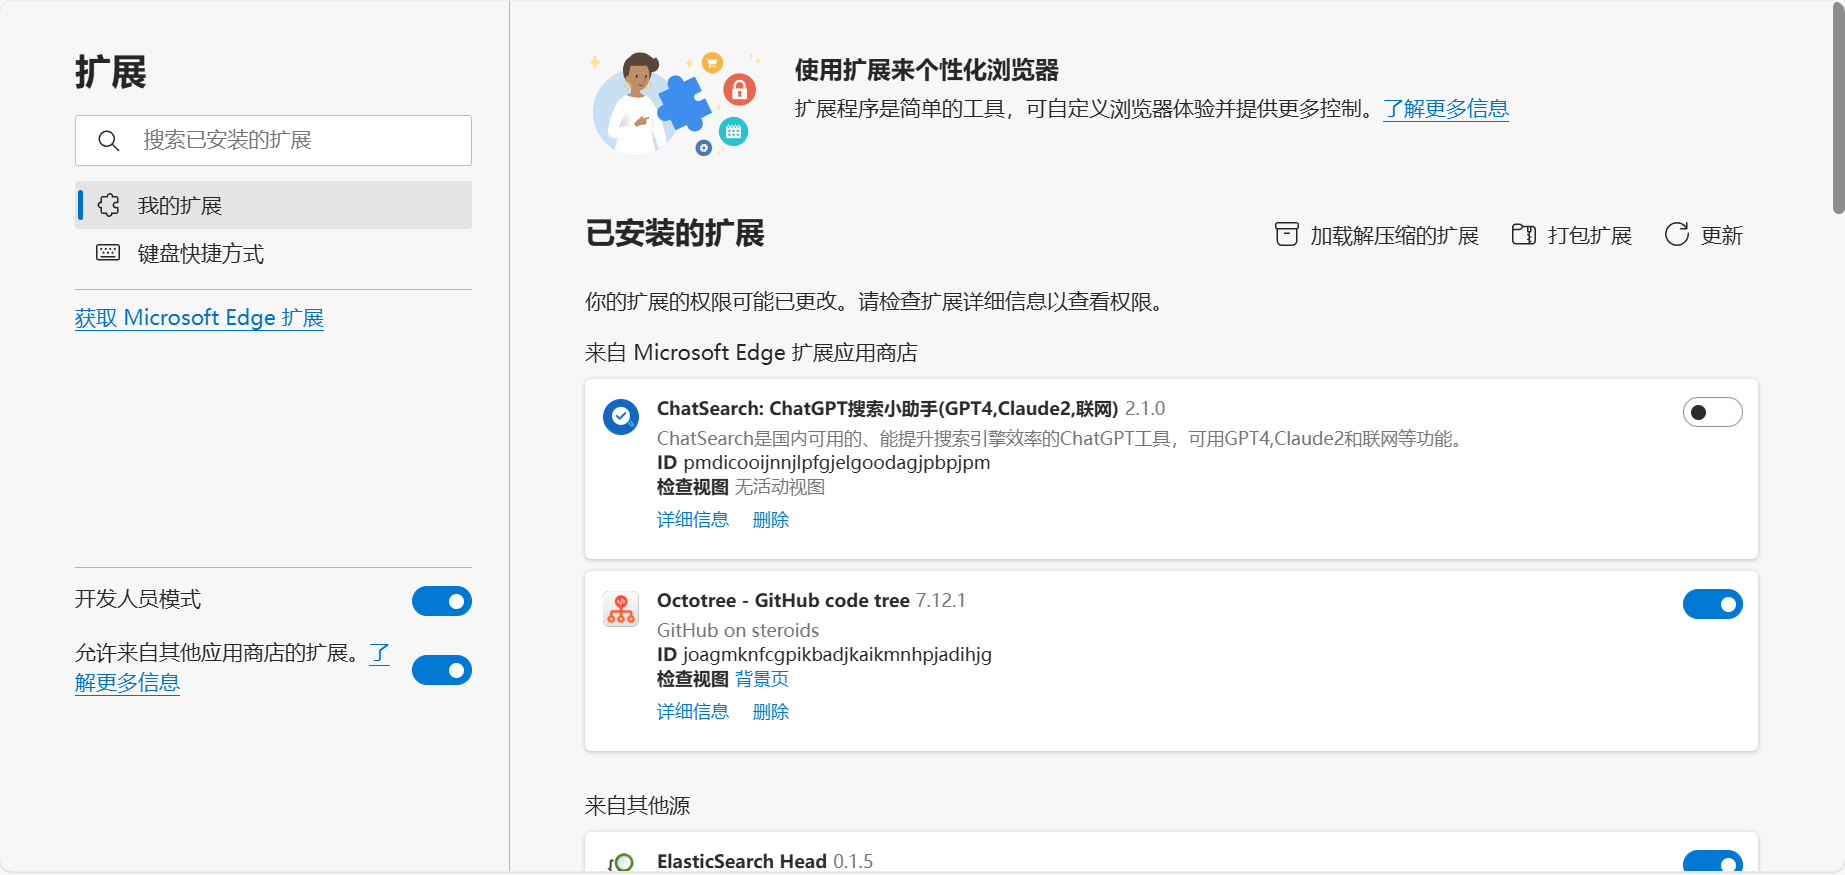 扩展
搜索已安装的扩展
我的扩展
键盘快捷方式
获取 Microsoft Edge 扩展
开发人员模式
允许来自其他应用商店的扩展。了
解更多信息
使用扩展来个性化浏览器
扩展程序是简单的工具，可自定义浏览器体验并提供更多控制。了解更多信息
已安装的扩展
加载解压缩的扩展
打包扩展
更新
你的扩展的权限可能已更改。请检查扩展详细信息以查看权限。
来自 Microsoft Edge 扩展应用商店
ChatSearch: ChatGPT搜索小助手(GPT4,Claude2,联网) 2.1.0
ChatSearch是国内可用的、能提升搜索引擎效率的ChatGPT工具，可用GPT4,Claude2和联网等功能。
ID pmdicooijnnjlpfgjelgoodagjpbpjpm
检查视图 无活动视图
详细信息 删除
Octotree - GitHub code tree 7.12.1
GitHub on steroids
ID joagmknfcgpikbadjkaikmnhpjadihjg
检查视图 背景页
详细信息 删除
来自其他源
ElasticSearch Head 0.1.5